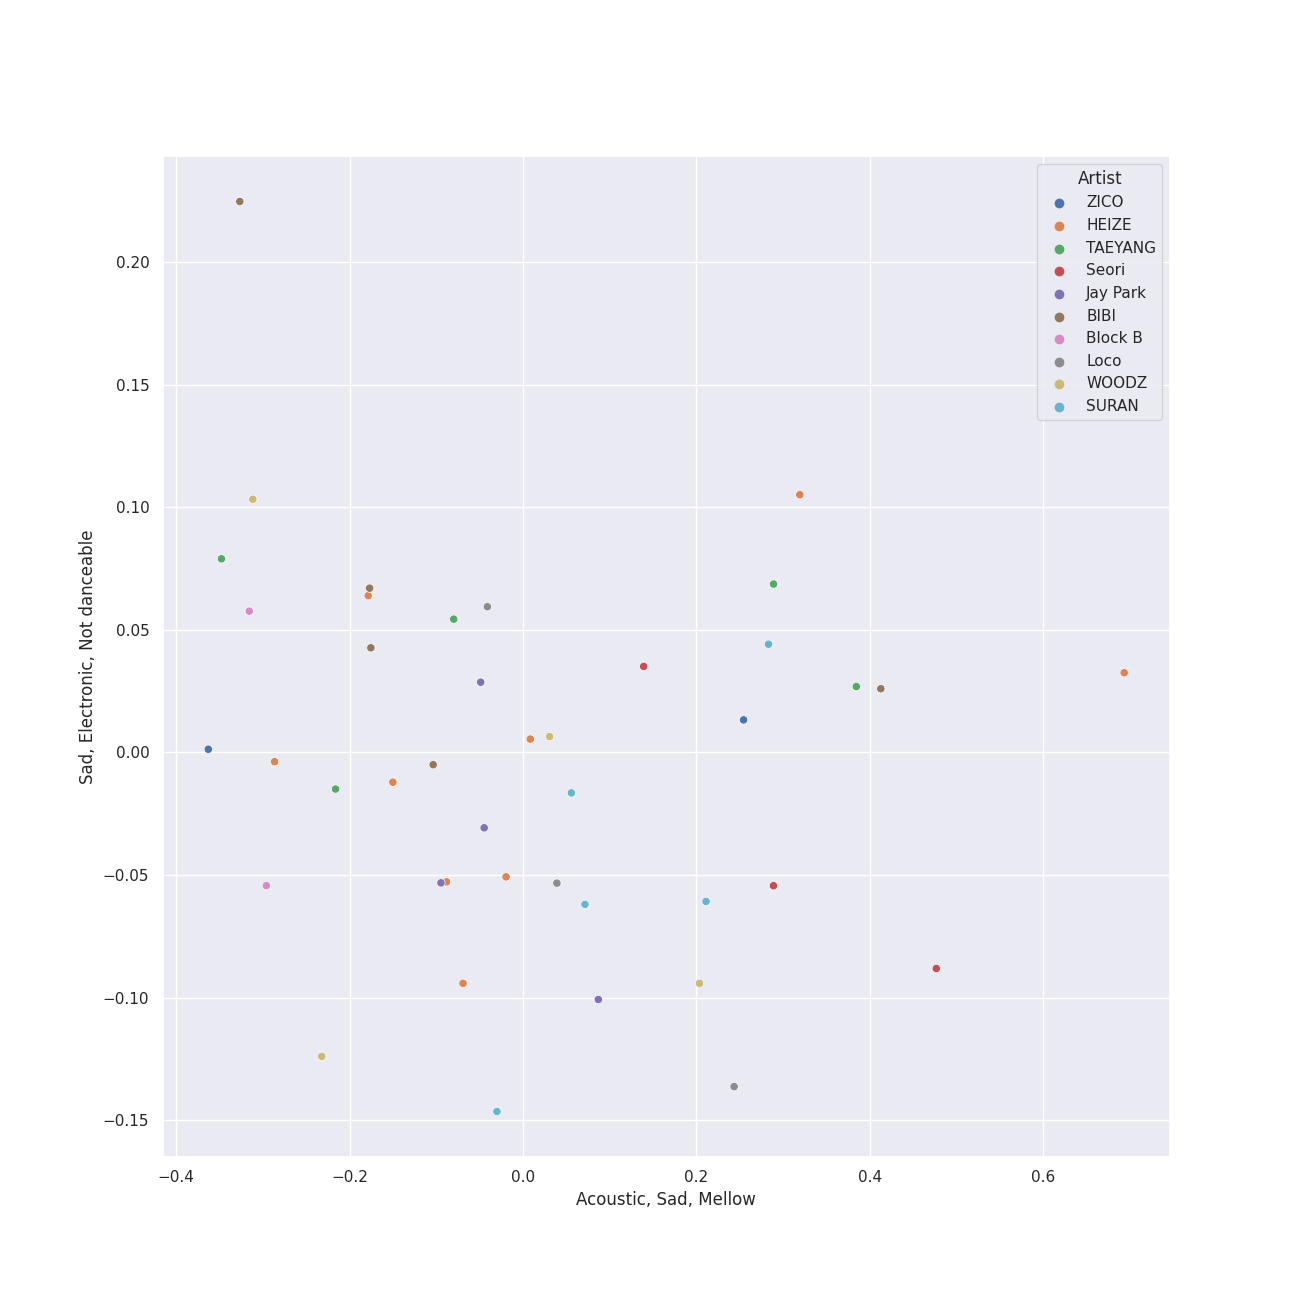 Artist
ZICO
HEIZE
TAEYANG
Seori
Jay Park
BIBI
Block B
Loco
WOODZ
SURAN
0.20
0.15
0.10
0.05
0.00
−0.05
−0.10
−0.15
Sad, Electronic, Not danceable
−0.4
−0.2
0.0
0.2
0.4
0.6
Acoustic, Sad, Mellow